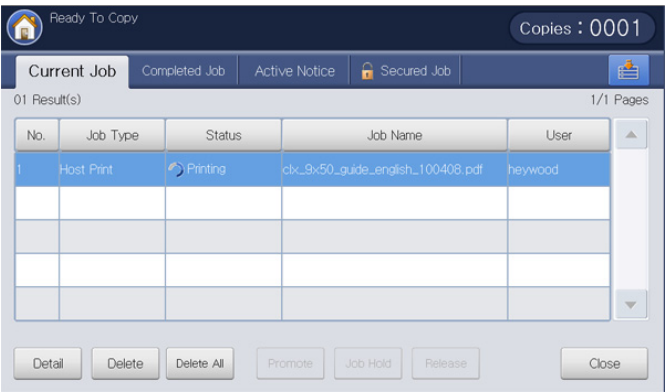 Ready To Copy
Copies : 0001
Current Job Completed Job Active Notice Secured Job
01 Result(s) 1/1 Pages
No. Job Type Status Job Name User
1 Host Print Printing clx_9x50_guide_english_100408.pdf heywood
Detail Delete Delete All Promote Job Hold Release Close